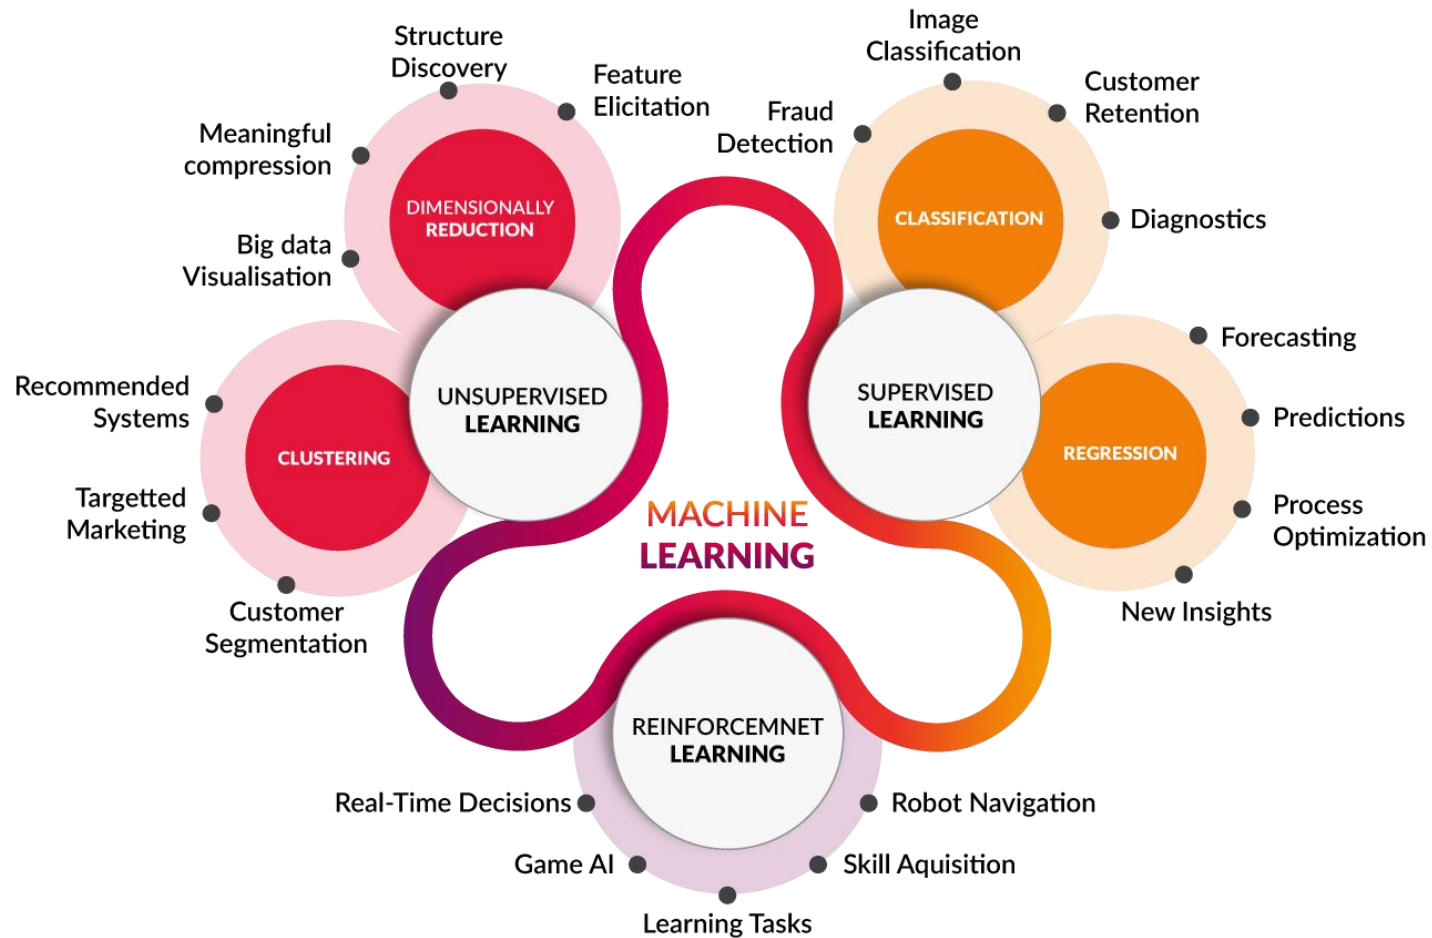 Structure
Discovery
Feature
Elicitation
Meaningful
compression
Big data
Visualisation
DIMENSIONALLY
REDUCTION
Recommended
Systems
Targetted
Marketing
Customer
Segmentation
CLUSTERING
UNSUPERVISED
LEARNING
Image
Classification
Customer
Retention
Fraud
Detection
Diagnostics
CLASSIFICATION
SUPERVISED
LEARNING
Forecasting
Predictions
Process
Optimization
New Insights
REGRESSION
MACHINE
LEARNING
REINFORCEMNET
LEARNING
Real-Time Decisions
Game AI
Learning Tasks
Skill Aquisition
Robot Navigation